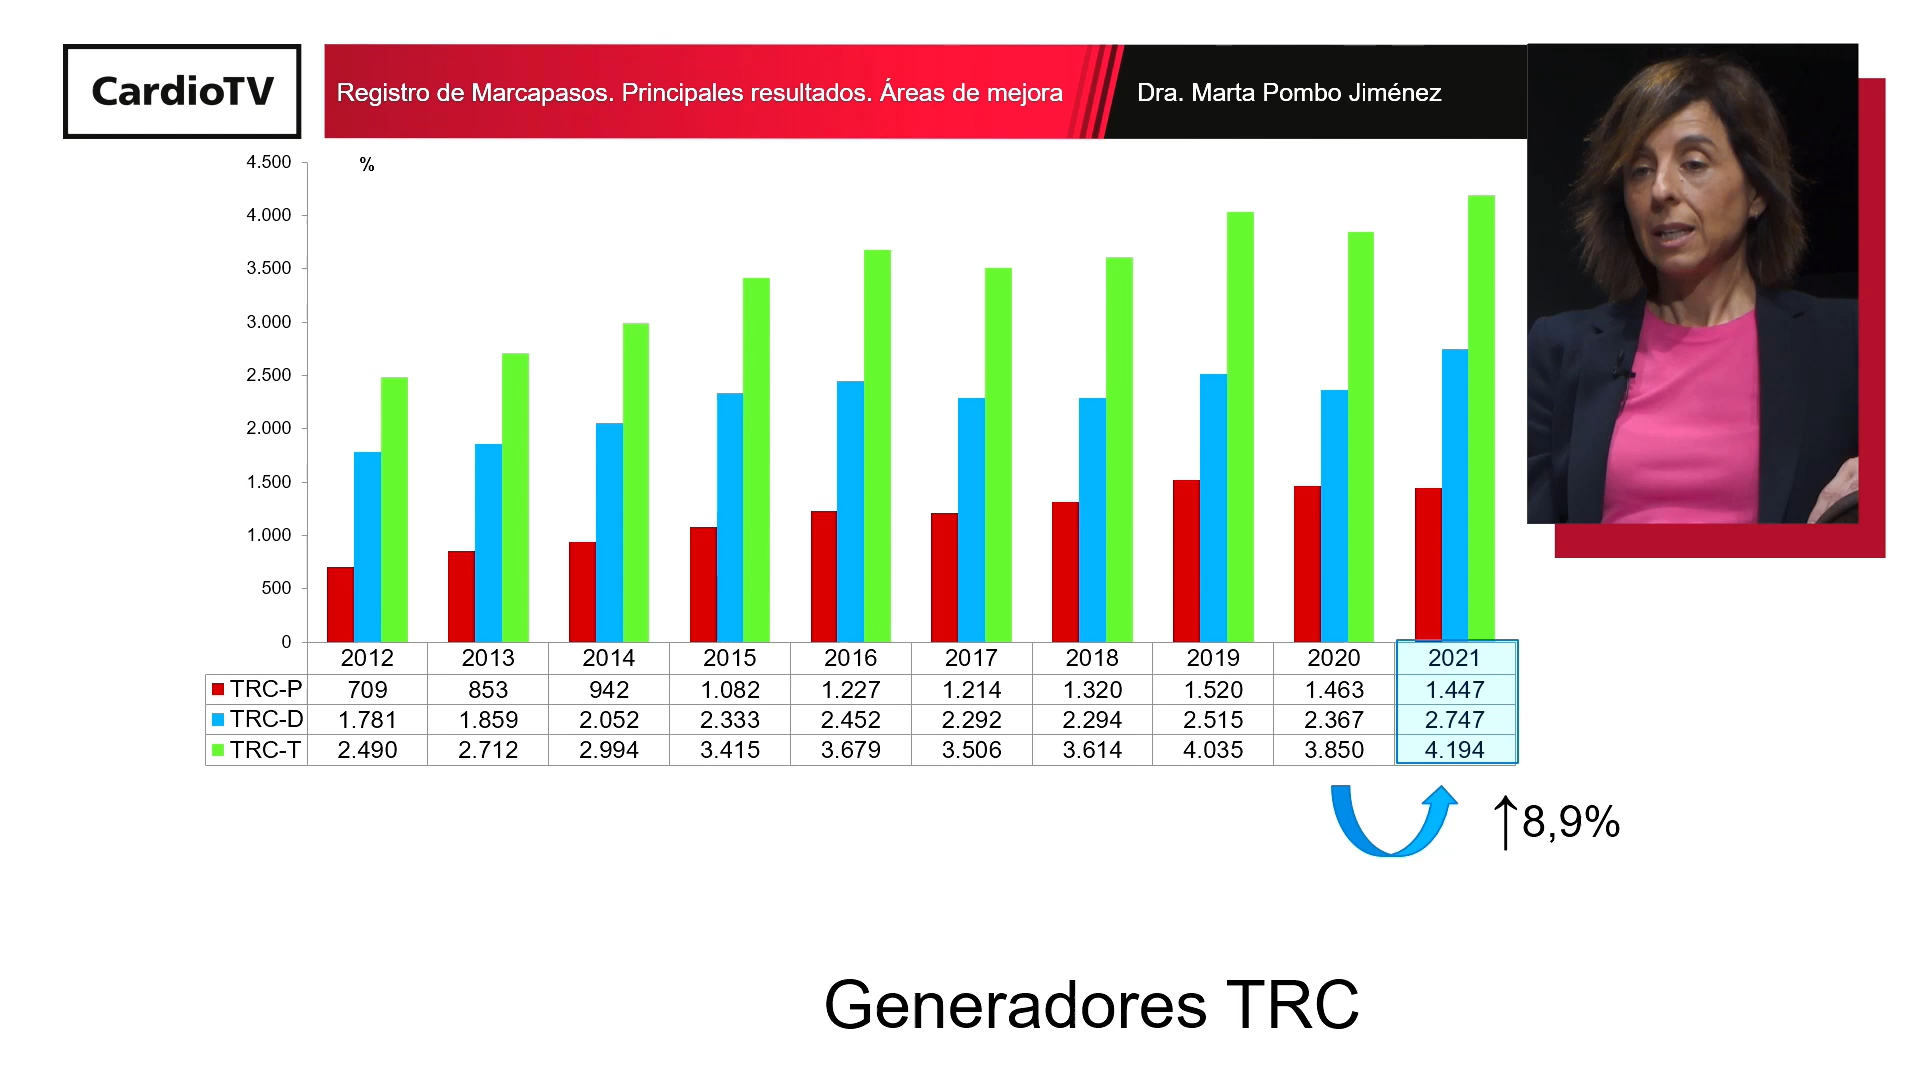 CardioTV
Registro de Marcapasos. Principales resultados. Áreas de mejora
Dra. Marta Pombo Jiménez
%
4.500
4.000
3.500
3.000
2.500
2.000
1.500
1.000
500
0
2012 2013 2014 2015 2016 2017 2018 2019 2020 2021
TRC-P 709 853 942 1.082 1.227 1.214 1.320 1.520 1.463 1.447
TRC-D 1.781 1.859 2.052 2.333 2.452 2.292 2.294 2.515 2.367 2.747
TRC-T 2.490 2.712 2.994 3.415 3.679 3.506 3.614 4.035 3.850 4.194
↑8,9%
Generadores TRC